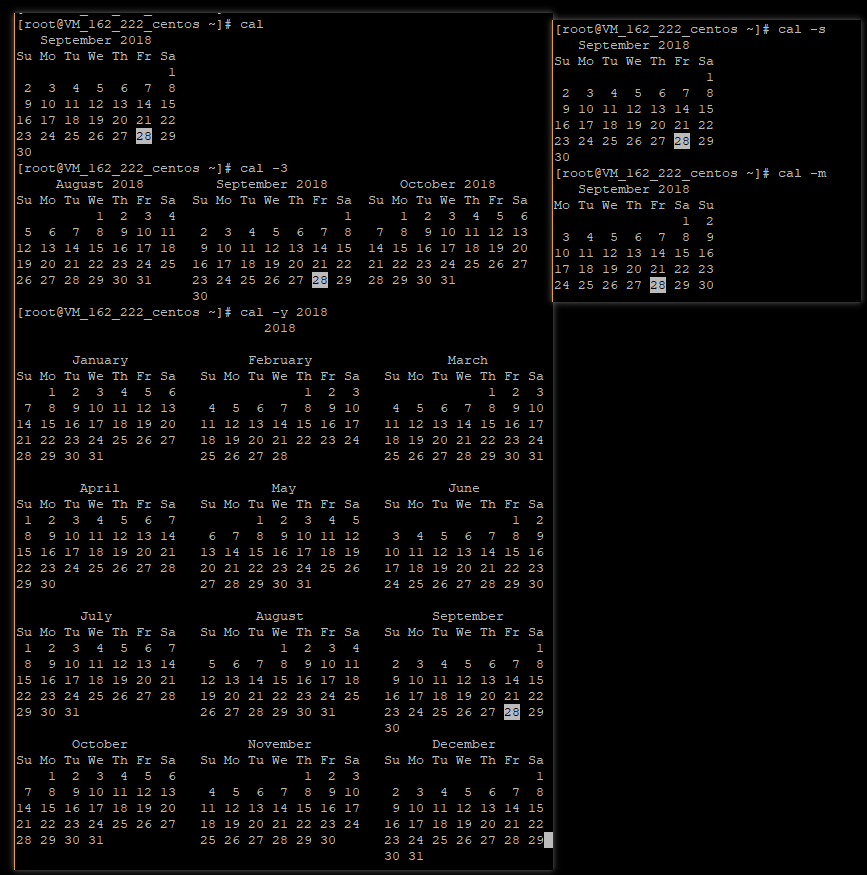 [root@VM_162_222_centos ~]# cal
   September 2018
Su Mo Tu We Th Fr Sa
                   1
 2  3  4  5  6  7  8
 9 10 11 12 13 14 15
16 17 18 19 20 21 22
23 24 25 26 27 28 29
30
[root@VM_162_222_centos ~]# cal -3
     August 2018         September 2018         October 2018
Su Mo Tu We Th Fr Sa  Su Mo Tu We Th Fr Sa  Su Mo Tu We Th Fr Sa
          1  2  3  4                     1      1  2  3  4  5  6
 5  6  7  8  9 10 11   2  3  4  5  6  7  8   7  8  9 10 11 12 13
12 13 14 15 16 17 18   9 10 11 12 13 14 15  14 15 16 17 18 19 20
19 20 21 22 23 24 25  16 17 18 19 20 21 22  21 22 23 24 25 26 27
26 27 28 29 30 31     23 24 25 26 27 28 29  28 29 30 31
                      30
[root@VM_162_222_centos ~]# cal -y 2018
                               2018

       January               February                 March
Su Mo Tu We Th Fr Sa   Su Mo Tu We Th Fr Sa   Su Mo Tu We Th Fr Sa
    1  2  3  4  5  6                1  2  3                1  2  3
 7  8  9 10 11 12 13    4  5  6  7  8  9 10    4  5  6  7  8  9 10
14 15 16 17 18 19 20   11 12 13 14 15 16 17   11 12 13 14 15 16 17
21 22 23 24 25 26 27   18 19 20 21 22 23 24   18 19 20 21 22 23 24
28 29 30 31            25 26 27 28            25 26 27 28 29 30 31

        April                   May                   June
Su Mo Tu We Th Fr Sa   Su Mo Tu We Th Fr Sa   Su Mo Tu We Th Fr Sa
 1  2  3  4  5  6  7          1  2  3  4  5                   1  2
 8  9 10 11 12 13 14    6  7  8  9 10 11 12    3  4  5  6  7  8  9
15 16 17 18 19 20 21   13 14 15 16 17 18 19   10 11 12 13 14 15 16
22 23 24 25 26 27 28   20 21 22 23 24 25 26   17 18 19 20 21 22 23
29 30                  27 28 29 30 31         24 25 26 27 28 29 30

        July                  August                September
Su Mo Tu We Th Fr Sa   Su Mo Tu We Th Fr Sa   Su Mo Tu We Th Fr Sa
 1  2  3  4  5  6  7             1  2  3  4                      1
 8  9 10 11 12 13 14    5  6  7  8  9 10 11    2  3  4  5  6  7  8
15 16 17 18 19 20 21   12 13 14 15 16 17 18    9 10 11 12 13 14 15
22 23 24 25 26 27 28   19 20 21 22 23 24 25   16 17 18 19 20 21 22
29 30 31               26 27 28 29 30 31      23 24 25 26 27 28 29
                                              30
       October               November               December
Su Mo Tu We Th Fr Sa   Su Mo Tu We Th Fr Sa   Su Mo Tu We Th Fr Sa
    1  2  3  4  5  6                1  2  3                      1
 7  8  9 10 11 12 13    4  5  6  7  8  9 10    2  3  4  5  6  7  8
14 15 16 17 18 19 20   11 12 13 14 15 16 17    9 10 11 12 13 14 15
21 22 23 24 25 26 27   18 19 20 21 22 23 24   16 17 18 19 20 21 22
28 29 30 31            25 26 27 28 29 30      23 24 25 26 27 28 29
                                              30 31
[root@VM_162_222_centos ~]# cal -s
   September 2018
Su Mo Tu We Th Fr Sa
                   1
 2  3  4  5  6  7  8
 9 10 11 12 13 14 15
16 17 18 19 20 21 22
23 24 25 26 27 28 29
30
[root@VM_162_222_centos ~]# cal -m
   September 2018
Mo Tu We Th Fr Sa Su
                1  2
 3  4  5  6  7  8  9
10 11 12 13 14 15 16
17 18 19 20 21 22 23
24 25 26 27 28 29 30